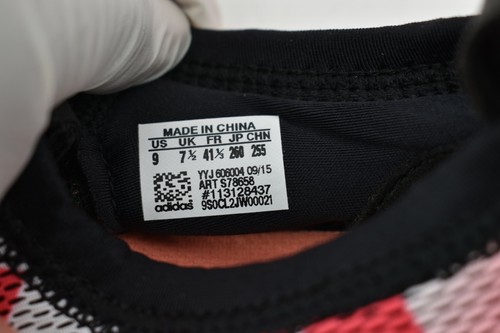 MADE IN CHINA
US UK FR JP CHN
9 7½ 41⅓ 260 255
YYJ 606004 09/15
ART S78658
#113128437
adidas 9S0CL2JW00021